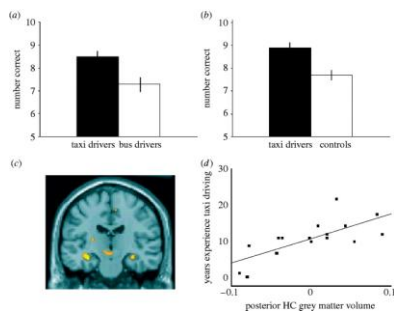 (a)
number correct
10
9
8
7
6
5
taxi drivers bus drivers
(b)
number correct
10
9
8
7
6
5
taxi drivers controls
(c)
(d)
years experience taxi driving
30
20
10
0
−0.1
0
0.1
posterior HC grey matter volume